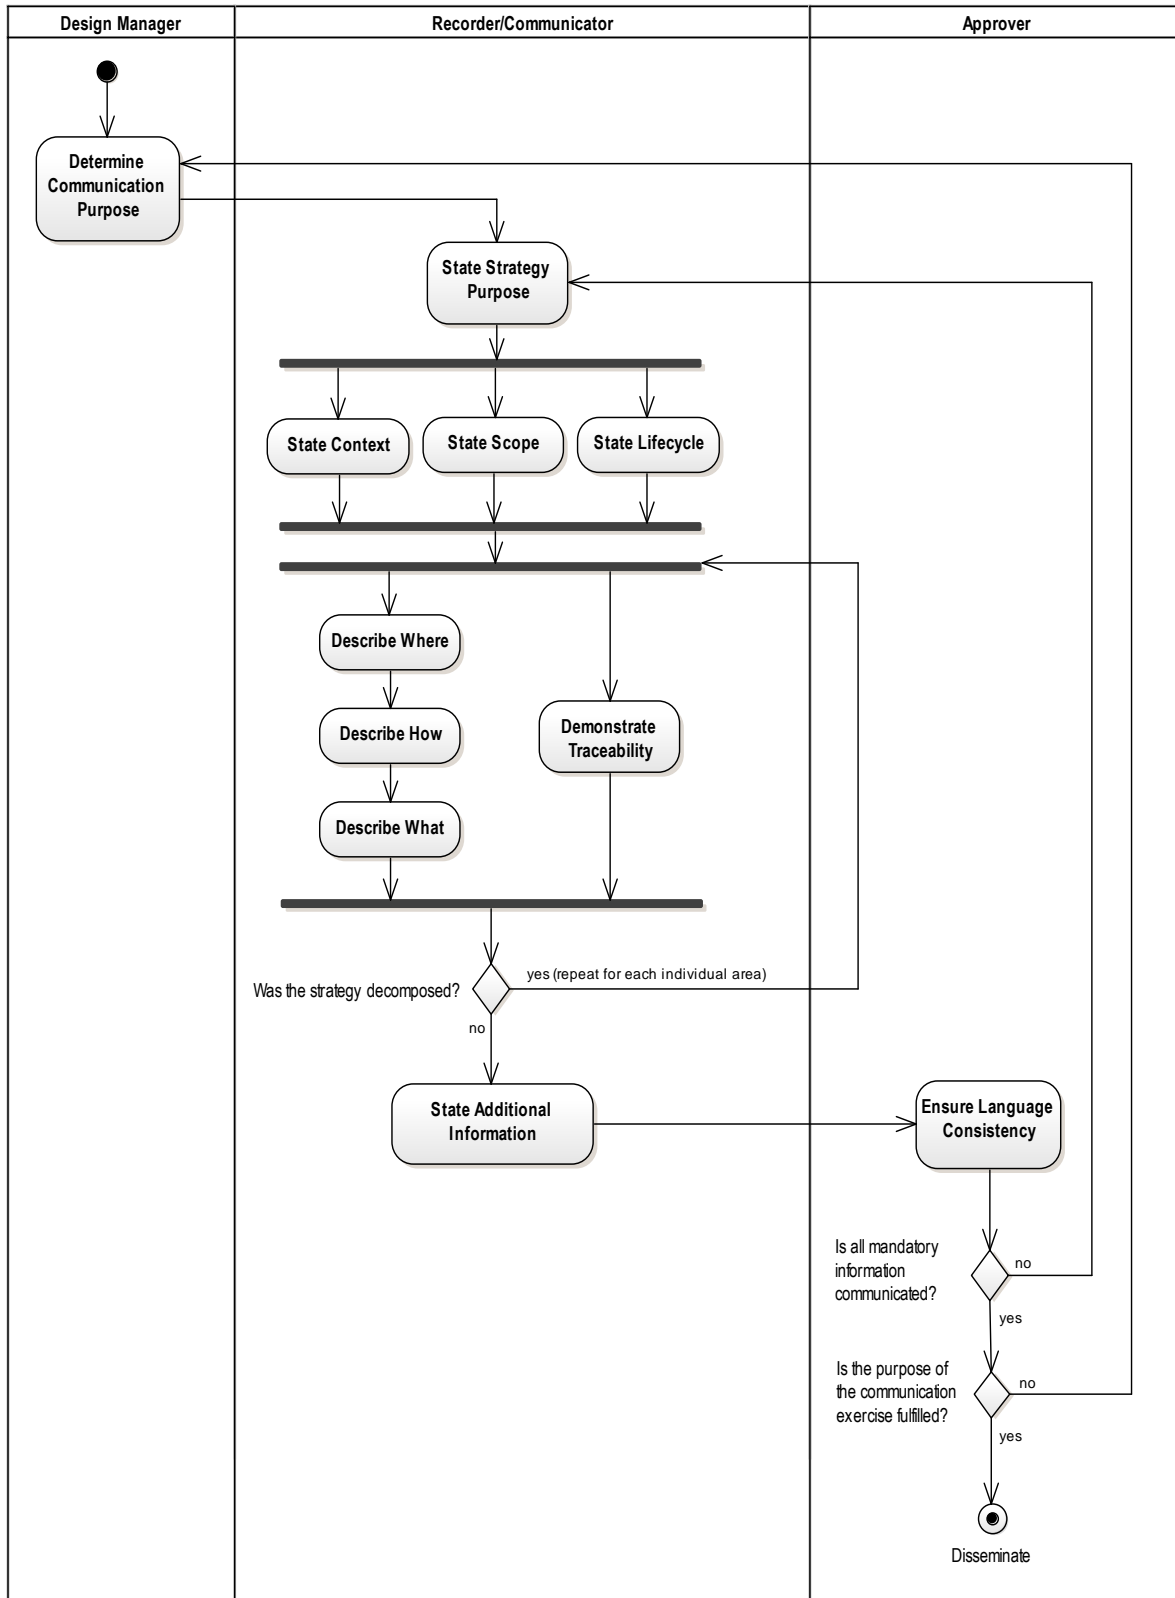 Design Manager
Recorder/Communicator
Approver
Determine
Communication
Purpose
State Strategy
Purpose
State Context
State Scope
State Lifecycle
Describe Where
Describe How
Demonstrate
Traceability
Describe What
Was the strategy decomposed?
yes (repeat for each individual area)
no
State Additional
Information
Ensure Language
Consistency
Is all mandatory
information
communicated?
no
yes
Is the purpose of
the communication
exercise fulfilled?
no
yes
Disseminate